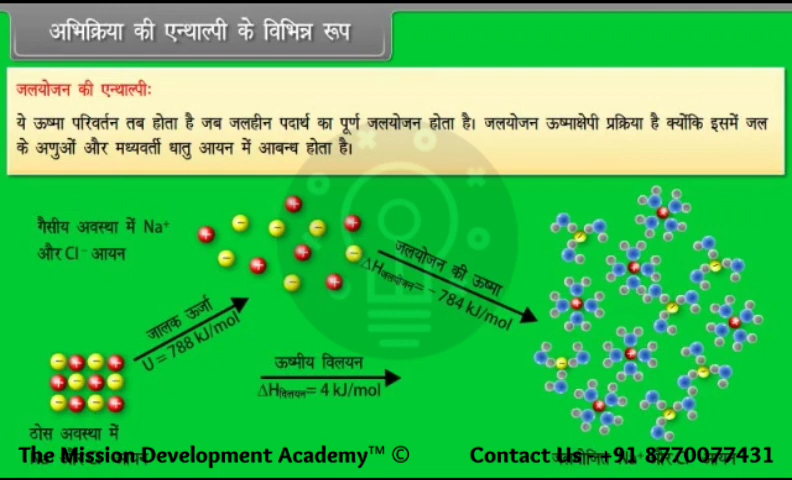 अभिक्रिया की एन्थाल्पी के विभिन्न रूप
जलयोजन की एन्थाल्पीः
ये ऊष्मा परिवर्तन तब होता है जब जलहीन पदार्थ का पूर्ण जलयोजन होता है। जलयोजन ऊष्माक्षेपी प्रक्रिया है क्योंकि इसमें जल
के अणुओं और मध्यवर्ती धातु आयन में आबन्ध होता है।
गैसीय अवस्था में Na⁺
और Cl⁻ आयन
जलयोजन की ऊष्मा
ΔHजलयोजन= − 784 kJ/mol
जालक ऊर्जा
U = 788 kJ/mol
ऊष्मीय विलयन
ΔHविलयन= 4 kJ/mol
ठोस अवस्था में
The Mission Development Academy™ ©
Contact Us - +91 8770077431